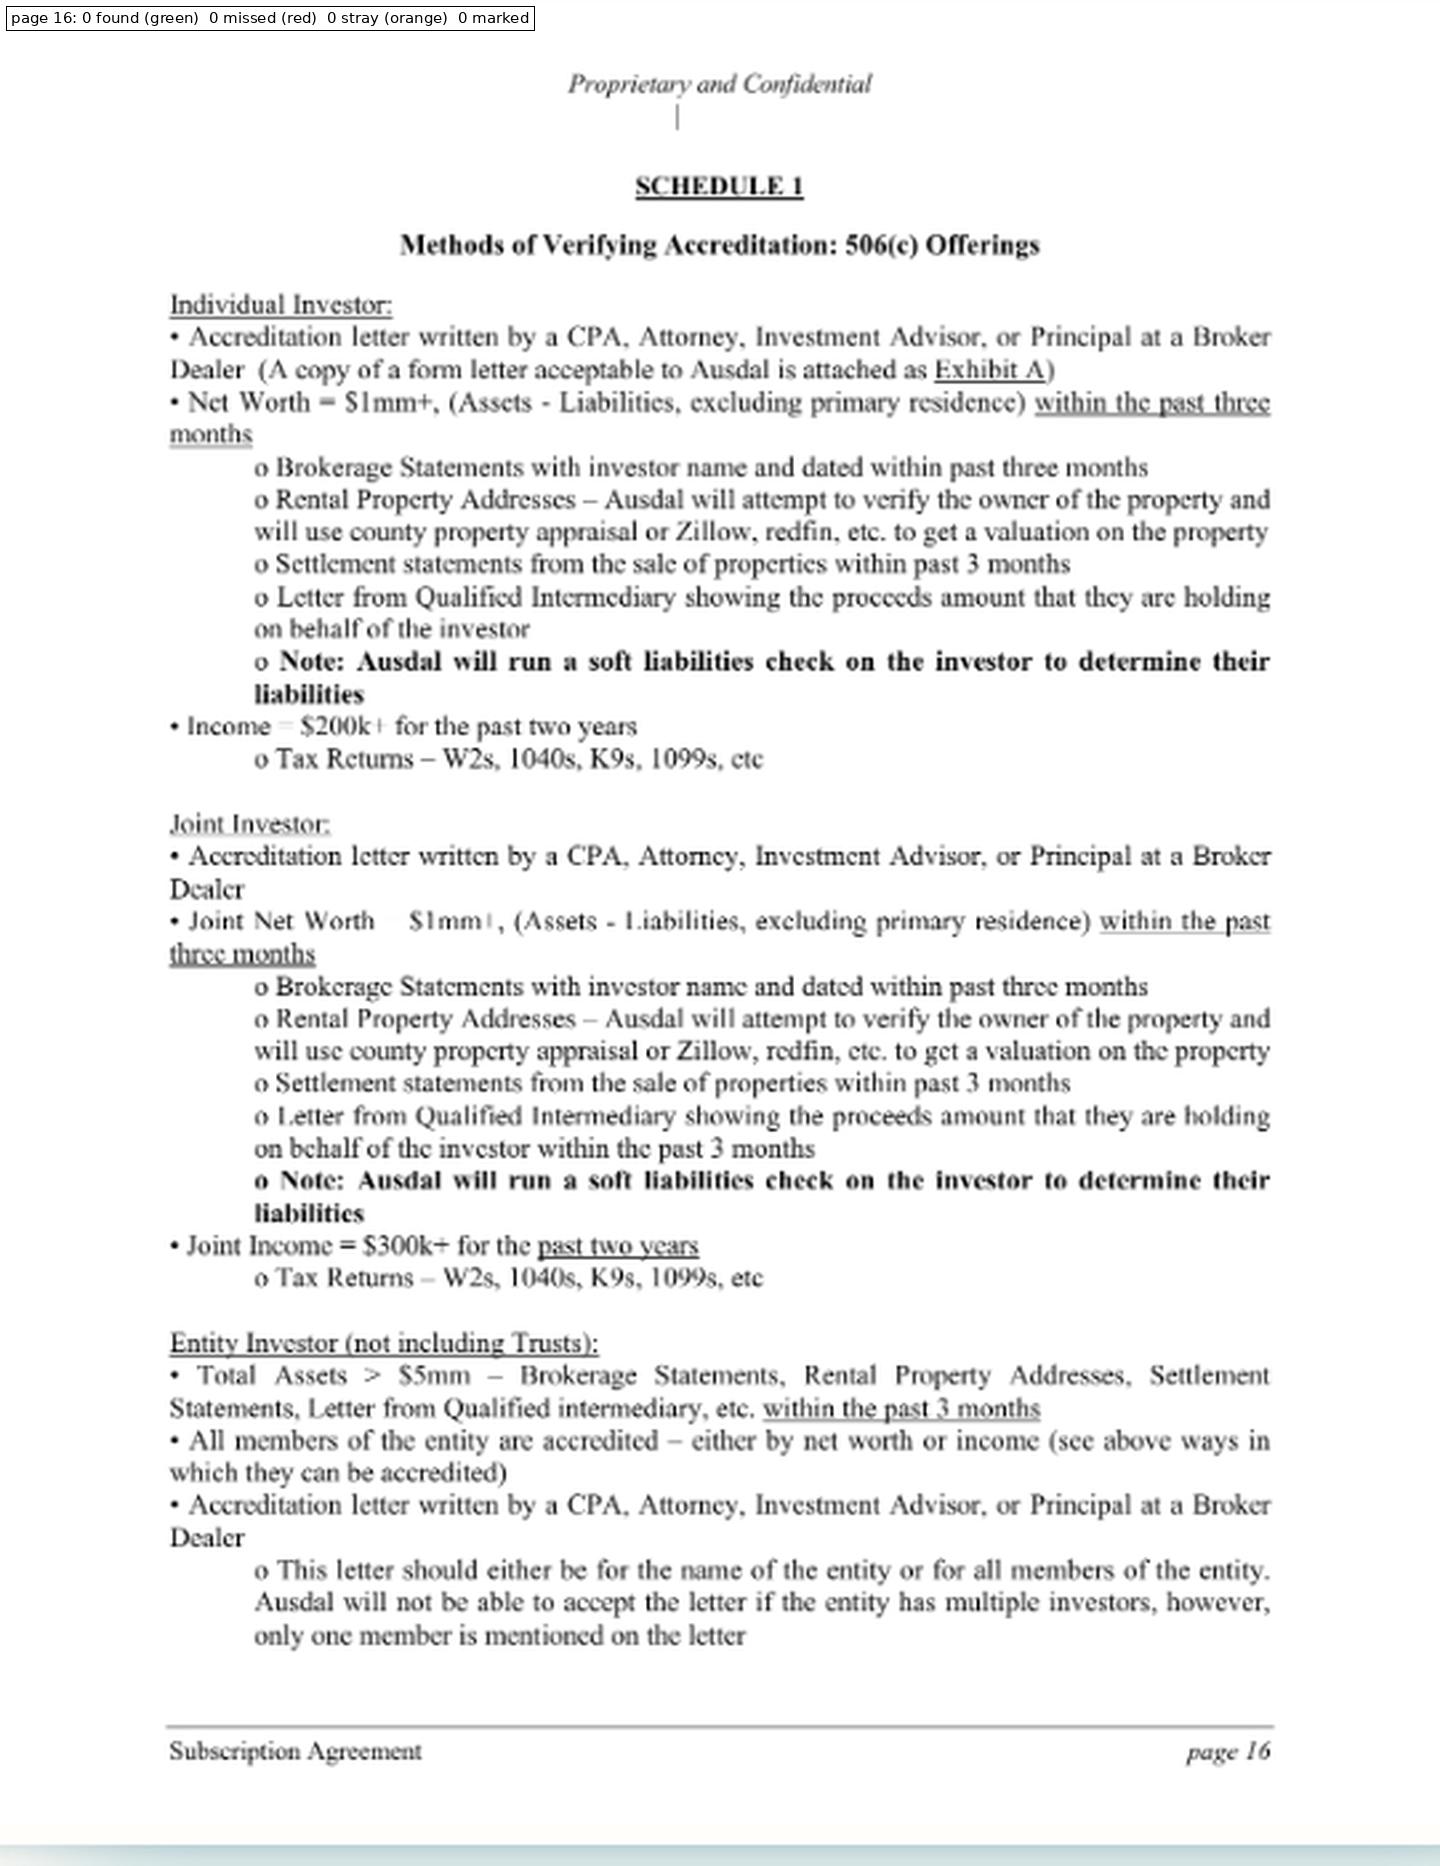 page 16: 0 found (green)  0 missed (red)  0 stray (orange)  0 marked
Proprietary and Confidential
SCHEDULE 1
Methods of Verifying Accreditation: 506(c) Offerings
Individual Investor:
• Accreditation letter written by a CPA, Attorney, Investment Advisor, or Principal at a Broker
Dealer (A copy of a form letter acceptable to Ausdal is attached as Exhibit A)
• Net Worth = $1mm+, (Assets - Liabilities, excluding primary residence) within the past three
months
o Brokerage Statements with investor name and dated within past three months
o Rental Property Addresses – Ausdal will attempt to verify the owner of the property and
will use county property appraisal or Zillow, redfin, etc. to get a valuation on the property
o Settlement statements from the sale of properties within past 3 months
o Letter from Qualified Intermediary showing the proceeds amount that they are holding
on behalf of the investor
o Note: Ausdal will run a soft liabilities check on the investor to determine their
liabilities
• Income = $200k+ for the past two years
o Tax Returns – W2s, 1040s, K9s, 1099s, etc
Joint Investor:
• Accreditation letter written by a CPA, Attorney, Investment Advisor, or Principal at a Broker
Dealer
• Joint Net Worth = $1mm+, (Assets - Liabilities, excluding primary residence) within the past
three months
o Brokerage Statements with investor name and dated within past three months
o Rental Property Addresses – Ausdal will attempt to verify the owner of the property and
will use county property appraisal or Zillow, redfin, etc. to get a valuation on the property
o Settlement statements from the sale of properties within past 3 months
o Letter from Qualified Intermediary showing the proceeds amount that they are holding
on behalf of the investor within the past 3 months
o Note: Ausdal will run a soft liabilities check on the investor to determine their
liabilities
• Joint Income = $300k+ for the past two years
o Tax Returns – W2s, 1040s, K9s, 1099s, etc
Entity Investor (not including Trusts):
• Total Assets > $5mm – Brokerage Statements, Rental Property Addresses, Settlement
Statements, Letter from Qualified intermediary, etc. within the past 3 months
• All members of the entity are accredited – either by net worth or income (see above ways in
which they can be accredited)
• Accreditation letter written by a CPA, Attorney, Investment Advisor, or Principal at a Broker
Dealer
o This letter should either be for the name of the entity or for all members of the entity.
Ausdal will not be able to accept the letter if the entity has multiple investors, however,
only one member is mentioned on the letter
Subscription Agreement page 16